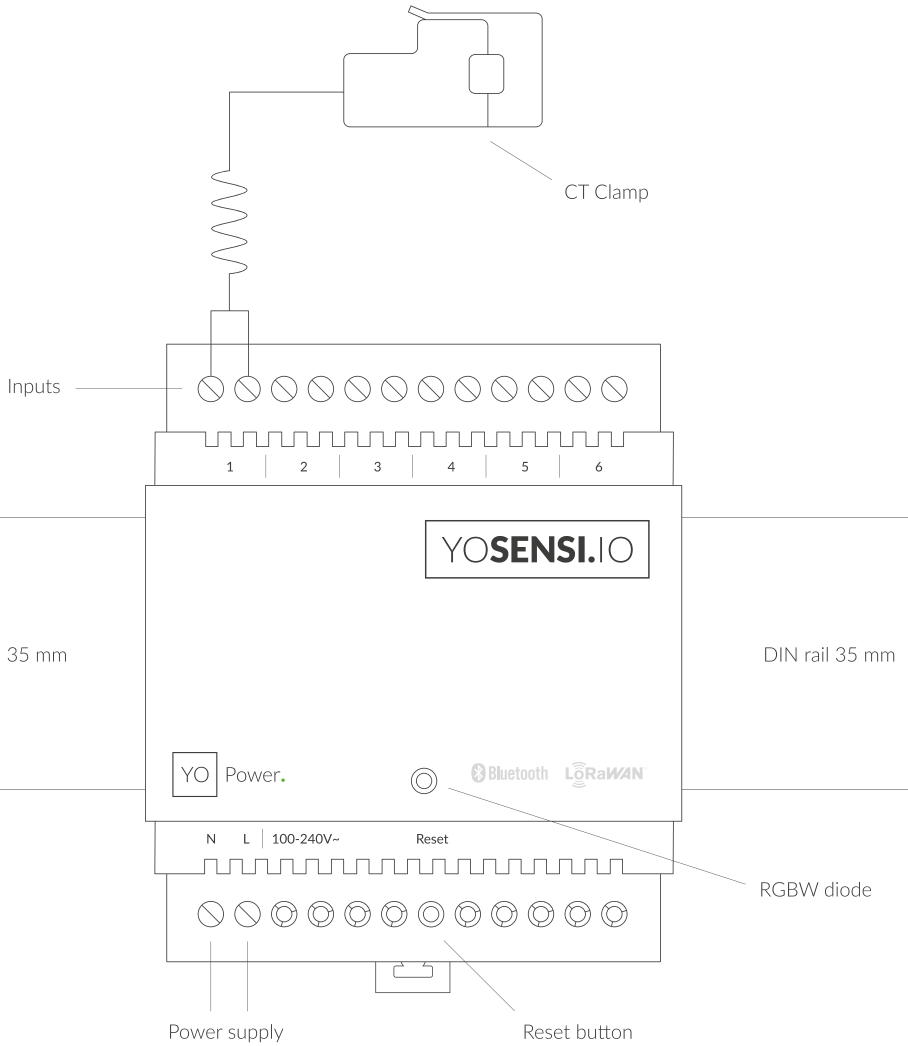 CT Clamp
Inputs
1 2 3 4 5 6
YOSENSI.IO
35 mm
DIN rail 35 mm
YO Power.
Bluetooth LoRaWAN
N L 100-240V~ Reset
RGBW diode
Power supply
Reset button